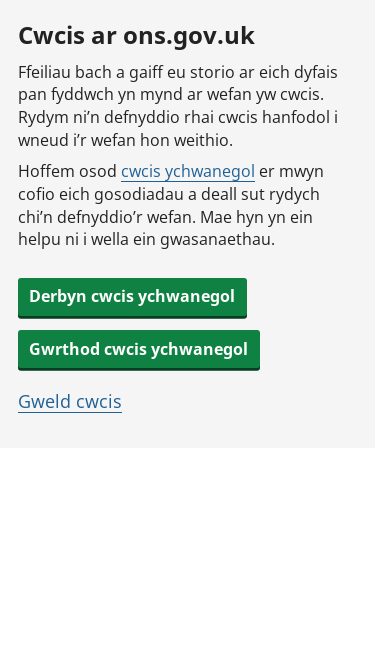 Cwcis ar ons.gov.uk
Ffeiliau bach a gaiff eu storio ar eich dyfais
pan fyddwch yn mynd ar wefan yw cwcis.
Rydym ni’n defnyddio rhai cwcis hanfodol i
wneud i’r wefan hon weithio.
Hoffem osod cwcis ychwanegol er mwyn
cofio eich gosodiadau a deall sut rydych
chi’n defnyddio’r wefan. Mae hyn yn ein
helpu ni i wella ein gwasanaethau.
Derbyn cwcis ychwanegol
Gwrthod cwcis ychwanegol
Gweld cwcis